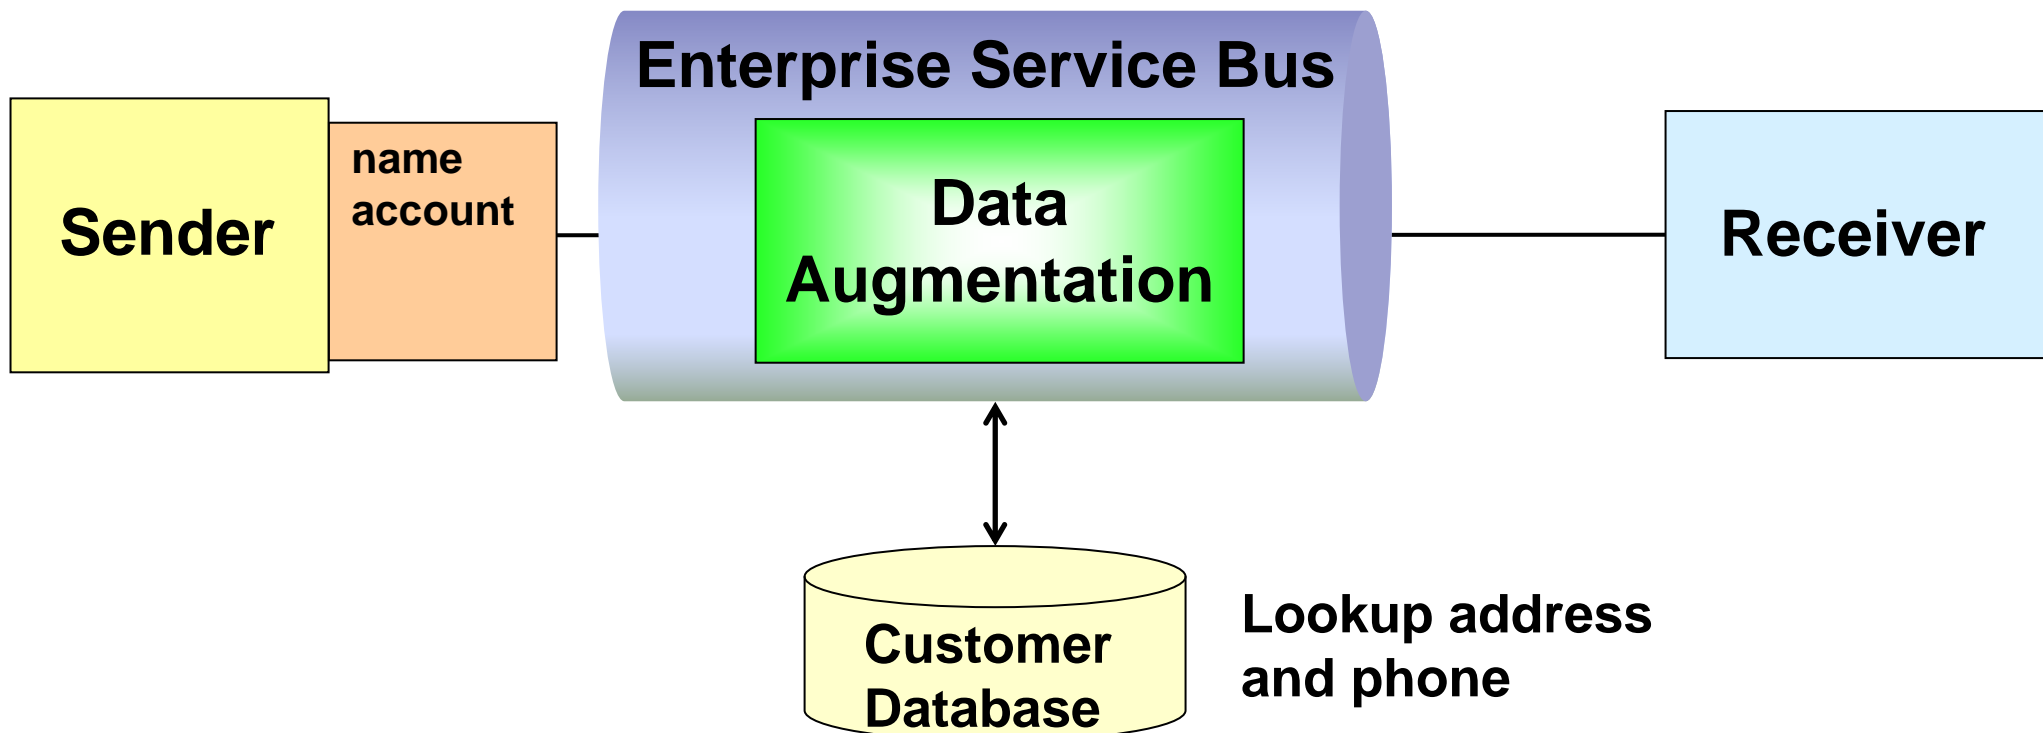 Enterprise Service Bus
Sender
name
account
Data
Augmentation
Receiver
Customer
Database
Lookup address
and phone